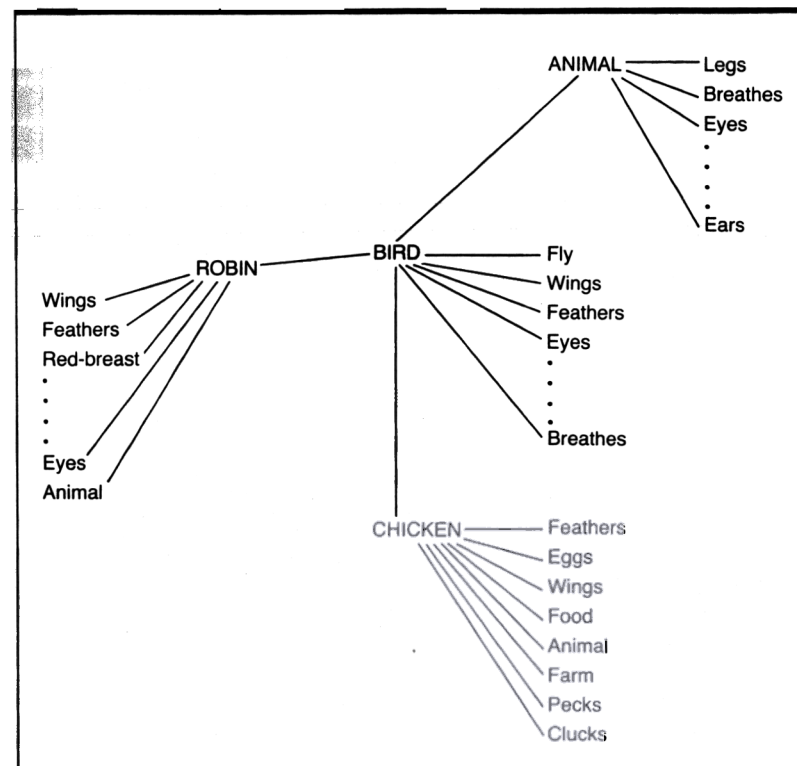 ANIMAL
Legs
Breathes
Eyes
Ears
BIRD
Fly
Wings
Feathers
Eyes
Breathes
ROBIN
Wings
Feathers
Red-breast
Eyes
Animal
CHICKEN
Feathers
Eggs
Wings
Food
Animal
Farm
Pecks
Clucks